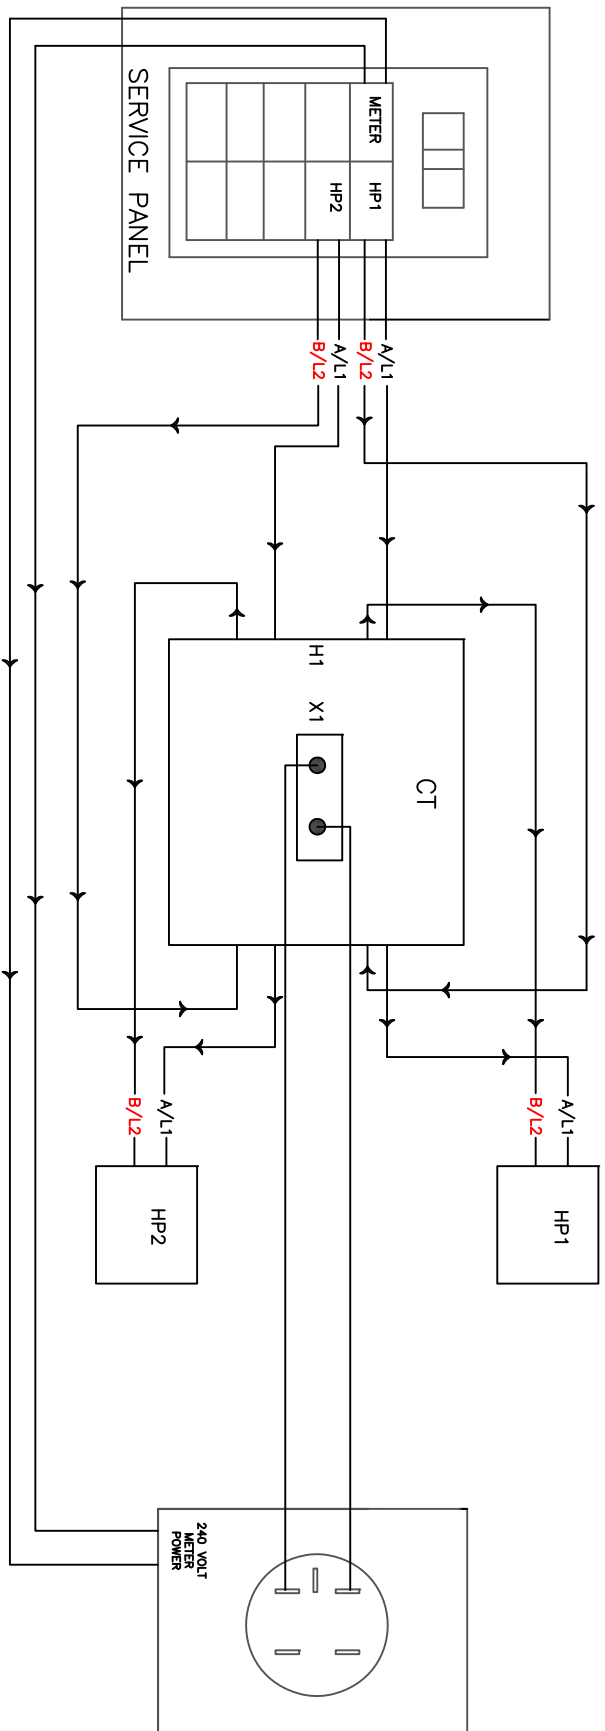 SERVICE PANEL
METER
HP1
HP2
A/L1
B/L2
A/L1
B/L2
H1
X1
CT
A/L1
B/L2
HP1
A/L1
B/L2
HP2
240 VOLT
METER
POWER